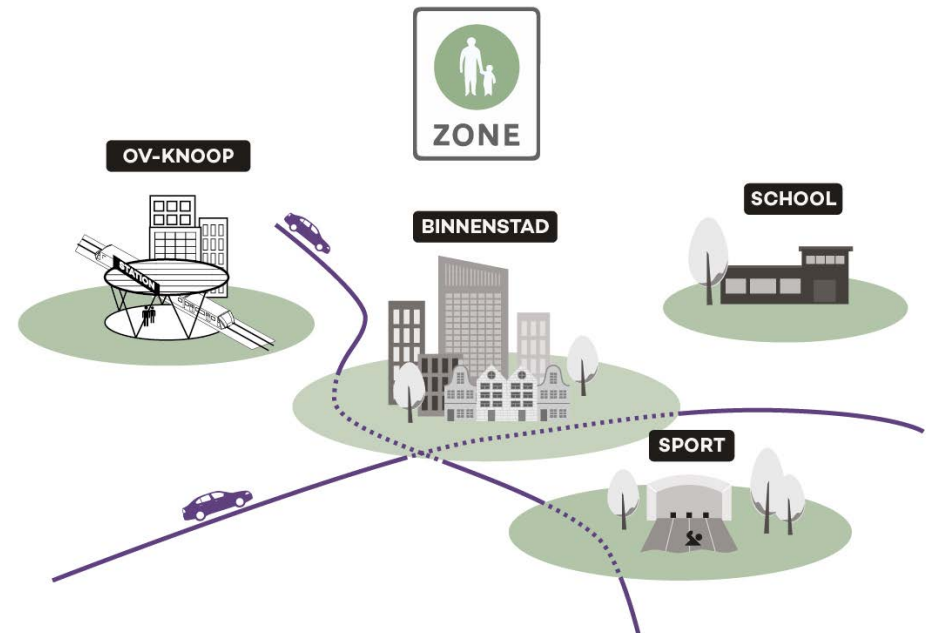 ZONE
OV-KNOOP
STATION
BINNENSTAD
SCHOOL
SPORT